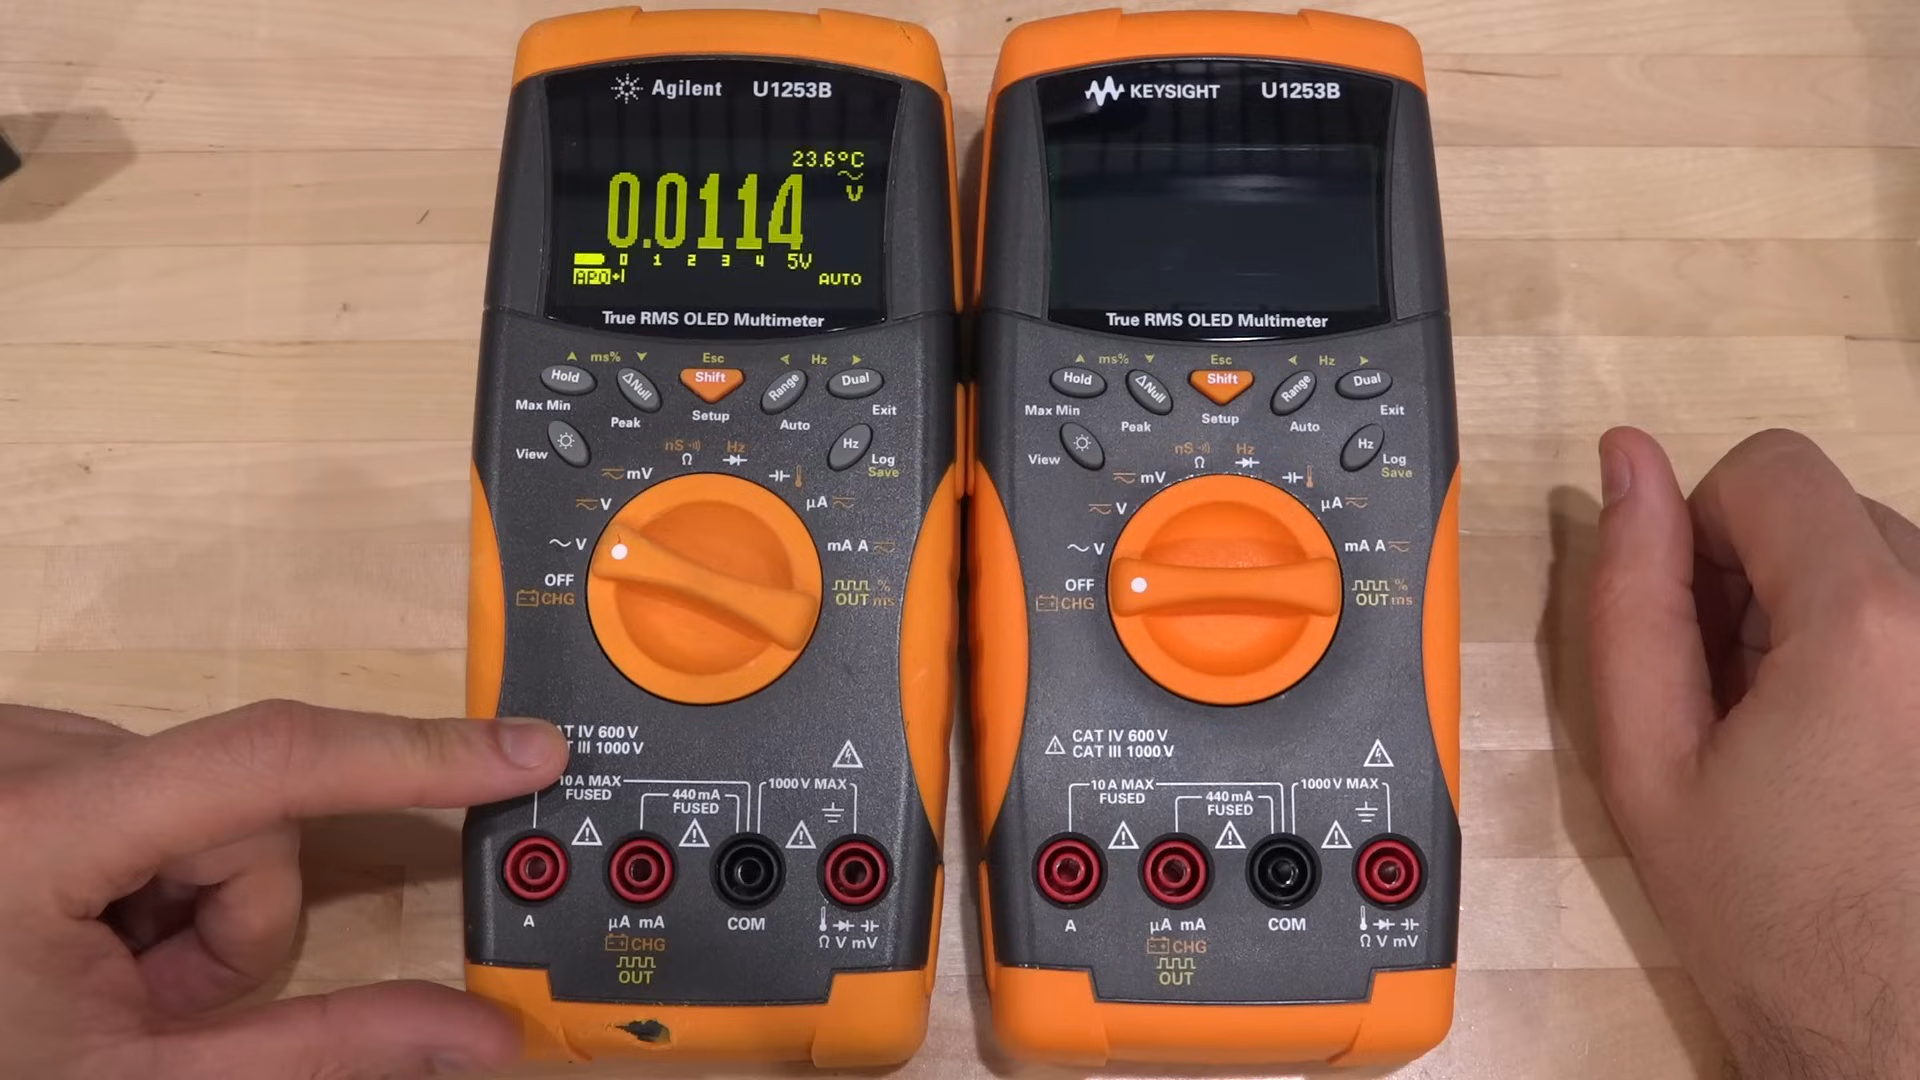 Agilent U1253B
23.6°C
~
0.0114 V
0 1 2 3 4 5V
APO AUTO
True RMS OLED Multimeter
ms% Esc Hz
Hold ΔNull Shift Range Dual
Max Min Peak Setup Auto Exit
View Hz Log
Save
nS Ω Hz
mV
V µA
~ V mA A
OFF % OUT ms
CHG
AT IV 600 V
T III 1000 V
10 A MAX
FUSED
440 mA
FUSED
1000 V MAX
A µA mA COM Ω V mV
CHG
OUT
KEYSIGHT U1253B
True RMS OLED Multimeter
ms% Esc Hz
Hold ΔNull Shift Range Dual
Max Min Peak Setup Auto Exit
View Hz Log
Save
nS Ω Hz
mV
V µA
~ V mA A
OFF % OUT ms
CHG
CAT IV 600 V
CAT III 1000 V
10 A MAX
FUSED
440 mA
FUSED
1000 V MAX
A µA mA COM Ω V mV
CHG
OUT